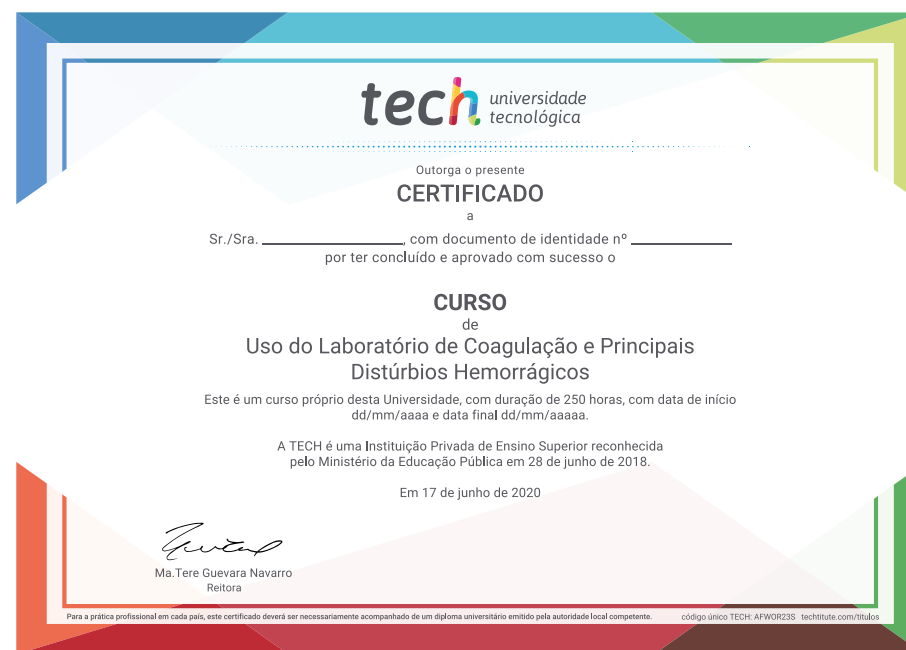 tech universidade
tecnológica
Outorga o presente
CERTIFICADO
a
Sr./Sra. , com documento de identidade nº
por ter concluído e aprovado com sucesso o
CURSO
de
Uso do Laboratório de Coagulação e Principais
Distúrbios Hemorrágicos
Este é um curso próprio desta Universidade, com duração de 250 horas, com data de início
dd/mm/aaaa e data final dd/mm/aaaaa.
A TECH é uma Instituição Privada de Ensino Superior reconhecida
pelo Ministério da Educação Pública em 28 de junho de 2018.
Em 17 de junho de 2020
Ma.Tere Guevara Navarro
Reitora
Para a prática profissional em cada país, este certificado deverá ser necessariamente acompanhado de um diploma universitário emitido pela autoridade local competente. código único TECH: AFWOR23S techtitute.com/titulos